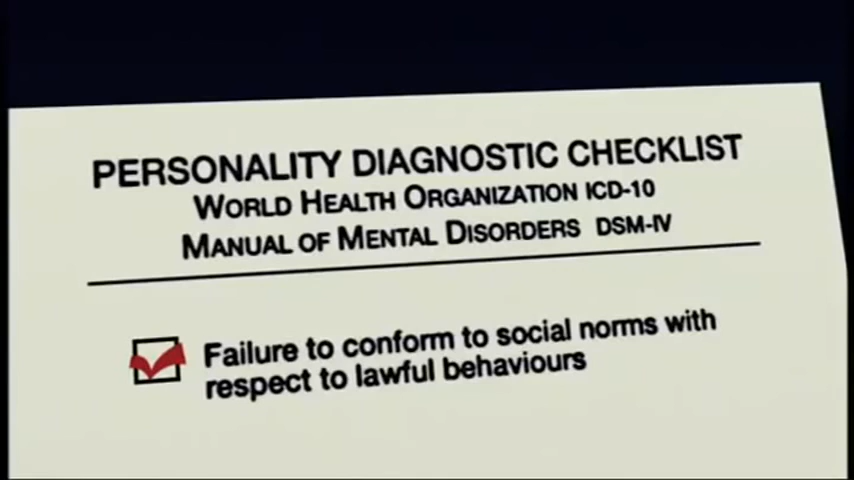 PERSONALITY DIAGNOSTIC CHECKLIST
WORLD HEALTH ORGANIZATION ICD-10
MANUAL OF MENTAL DISORDERS DSM-IV
Failure to conform to social norms with
respect to lawful behaviours